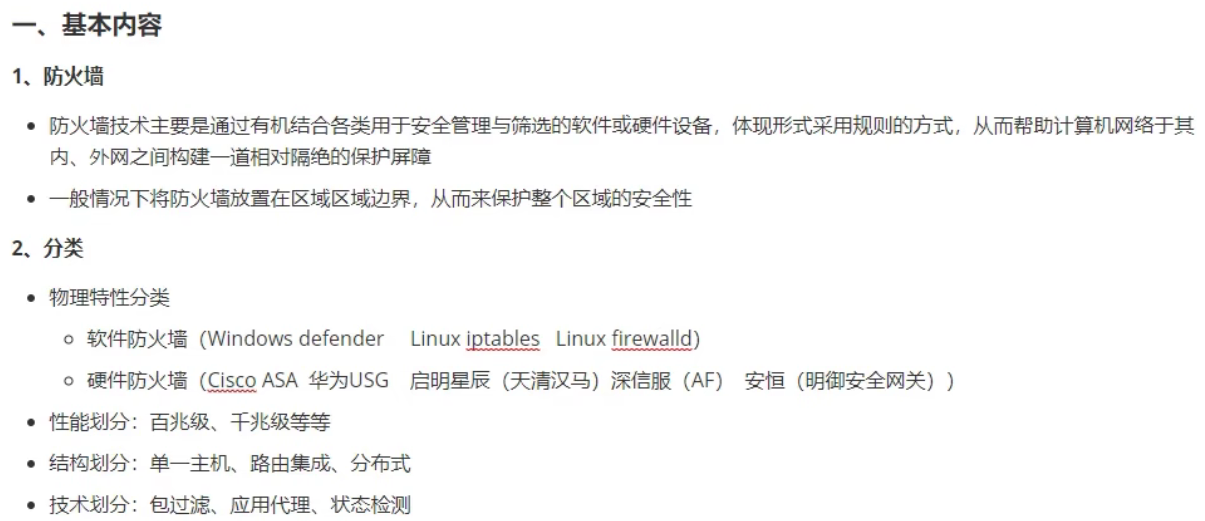 一、基本内容
1、防火墙
防火墙技术主要是通过有机结合各类用于安全管理与筛选的软件或硬件设备，体现形式采用规则的方式，从而帮助计算机网络于其
内、外网之间构建一道相对隔绝的保护屏障
一般情况下将防火墙放置在区域区域边界，从而来保护整个区域的安全性
2、分类
物理特性分类
软件防火墙（Windows defender Linux iptables Linux firewalld）
硬件防火墙（Cisco ASA 华为USG 启明星辰（天清汉马）深信服（AF） 安恒（明御安全网关））
性能划分：百兆级、千兆级等等
结构划分：单一主机、路由集成、分布式
技术划分：包过滤、应用代理、状态检测